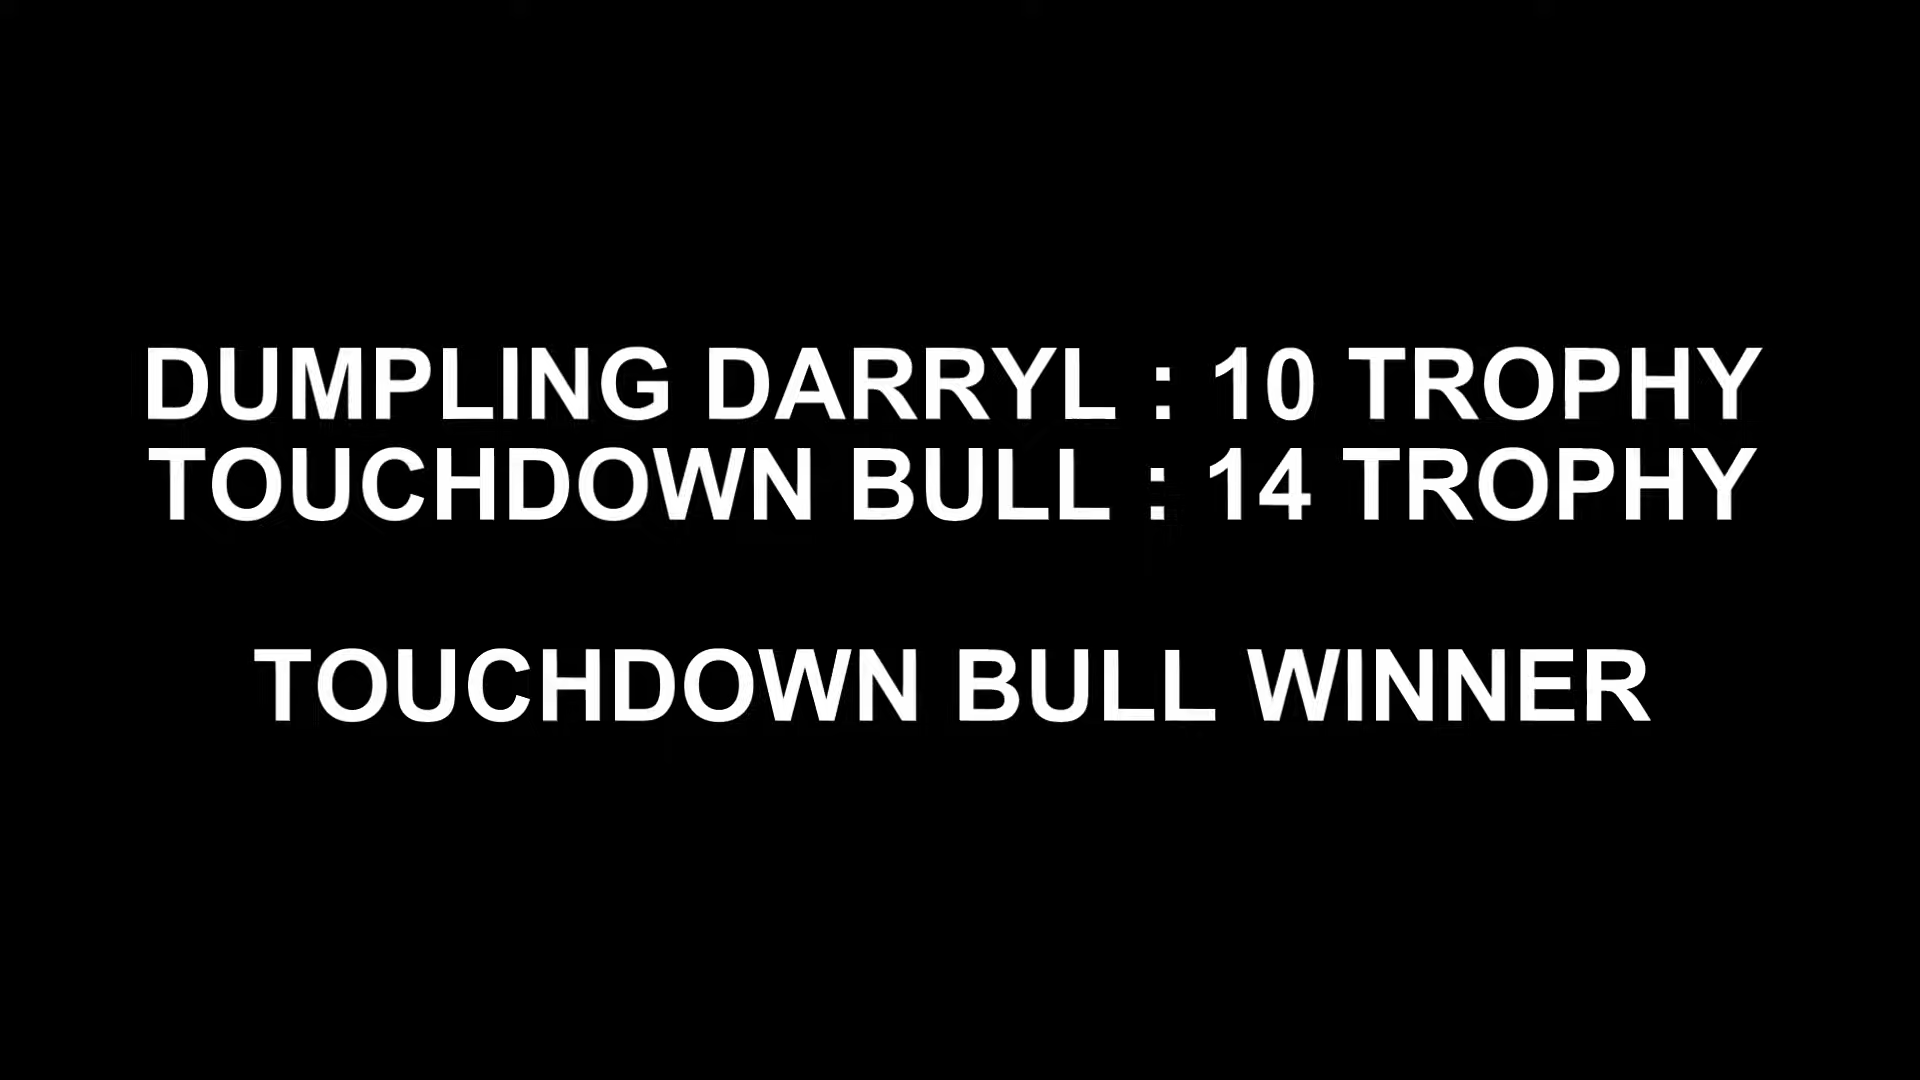 DUMPLING DARRYL : 10 TROPHY
TOUCHDOWN BULL : 14 TROPHY
TOUCHDOWN BULL WINNER